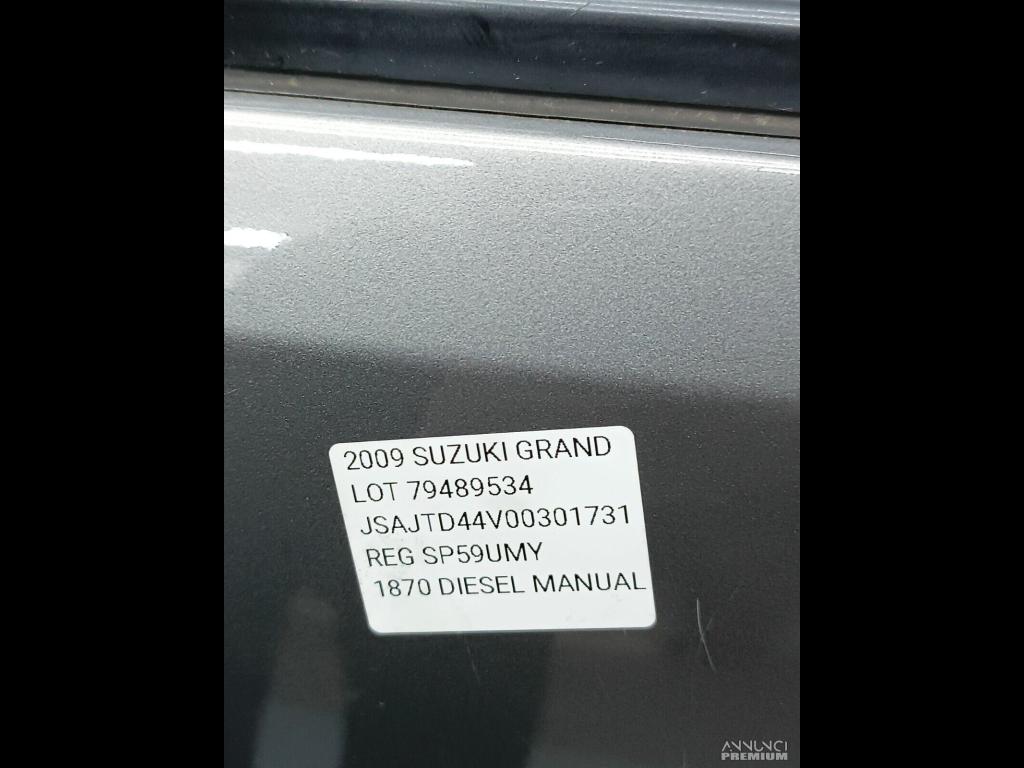 2009 SUZUKI GRAND
LOT 79489534
JSAJTD44V00301731
REG SP59UMY
1870 DIESEL MANUAL
ANNUNCI
PREMIUM